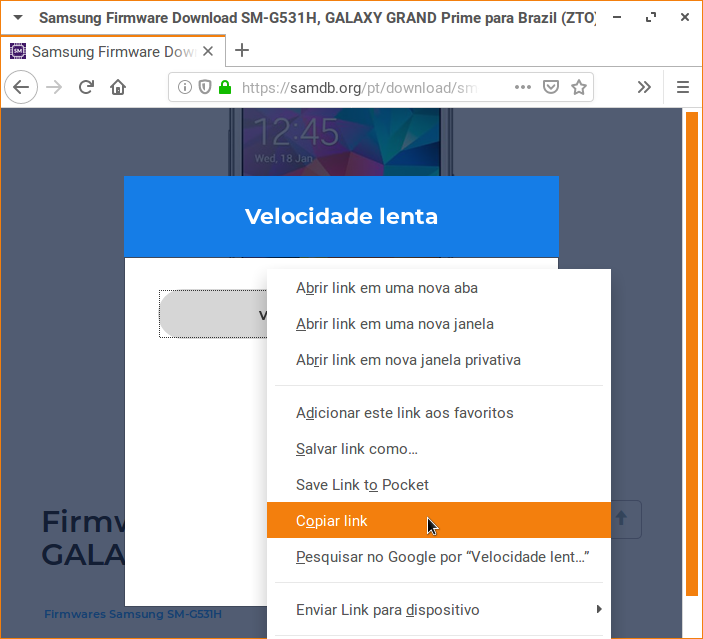 Samsung Firmware Download SM-G531H, GALAXY GRAND Prime para Brazil (ZTO)
SM Samsung Firmware Dow
https://samdb.org/pt/download/sm
12:45
Wed, 18 Jan
Velocidade lenta
V
Abrir link em uma nova aba
Abrir link em uma nova janela
Abrir link em nova janela privativa
Adicionar este link aos favoritos
Salvar link como...
Save Link to Pocket
Copiar link
Pesquisar no Google por “Velocidade lent...”
Enviar Link para dispositivo
Firmw
GALA
Firmwares Samsung SM-G531H